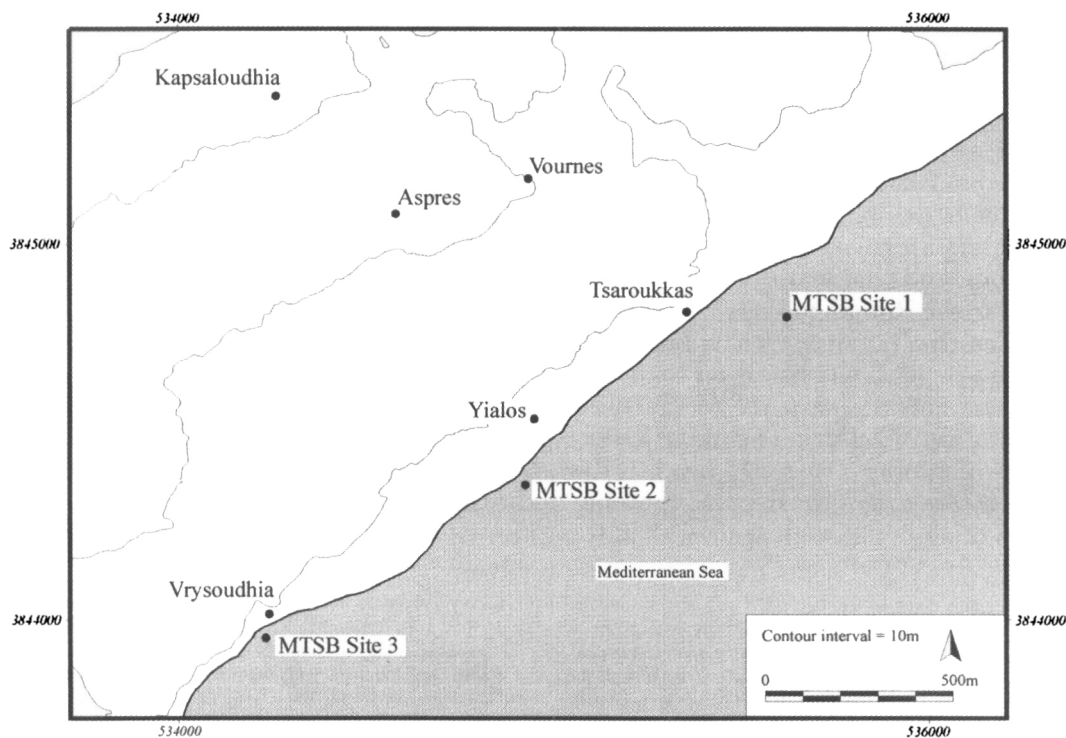 534000
536000
Kapsaloudhia
Vournes
Aspres
3845000
3845000
Tsaroukkas
MTSB Site 1
Yialos
MTSB Site 2
Mediterranean Sea
Vrysoudhia
3844000
3844000
MTSB Site 3
Contour interval = 10m
0
500m
534000
536000